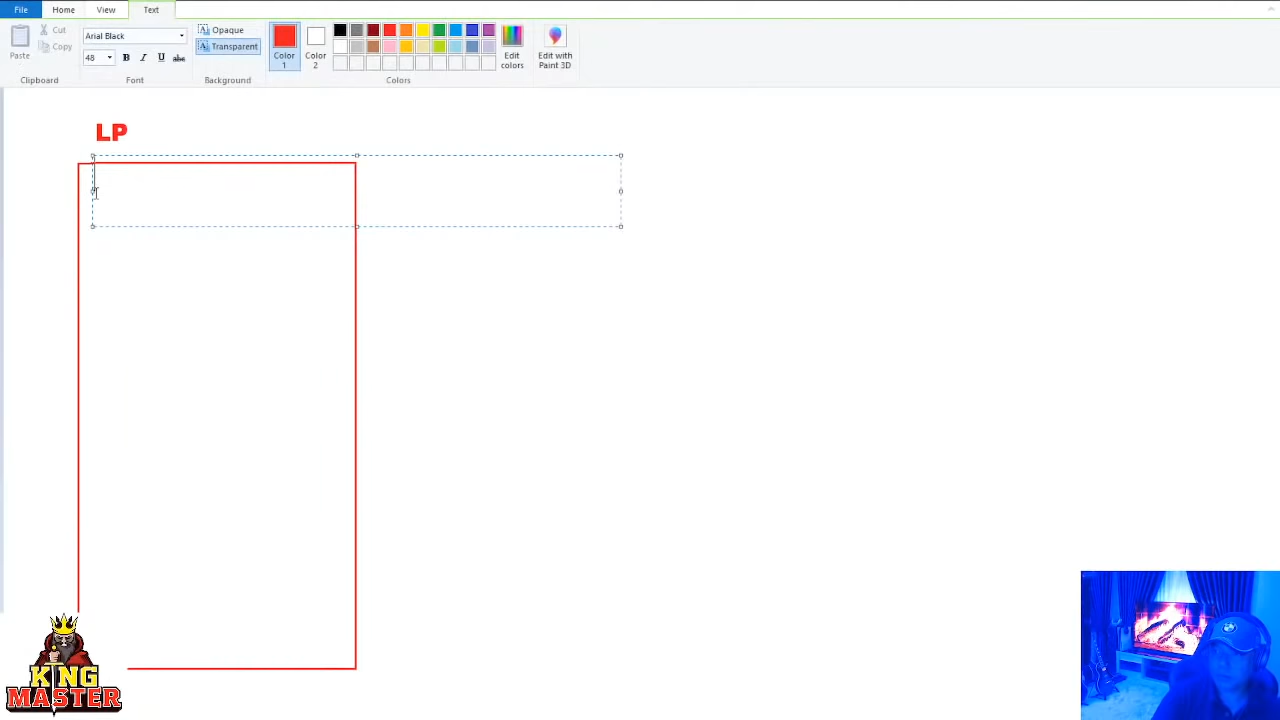 File Home View Text
Cut
Copy
Paste
Clipboard
Arial Black
48 B I U abc
Font
Opaque
Transparent
Background
Color 1
Color 2
Edit colors
Colors
Edit with Paint 3D
LP
KING
MASTER